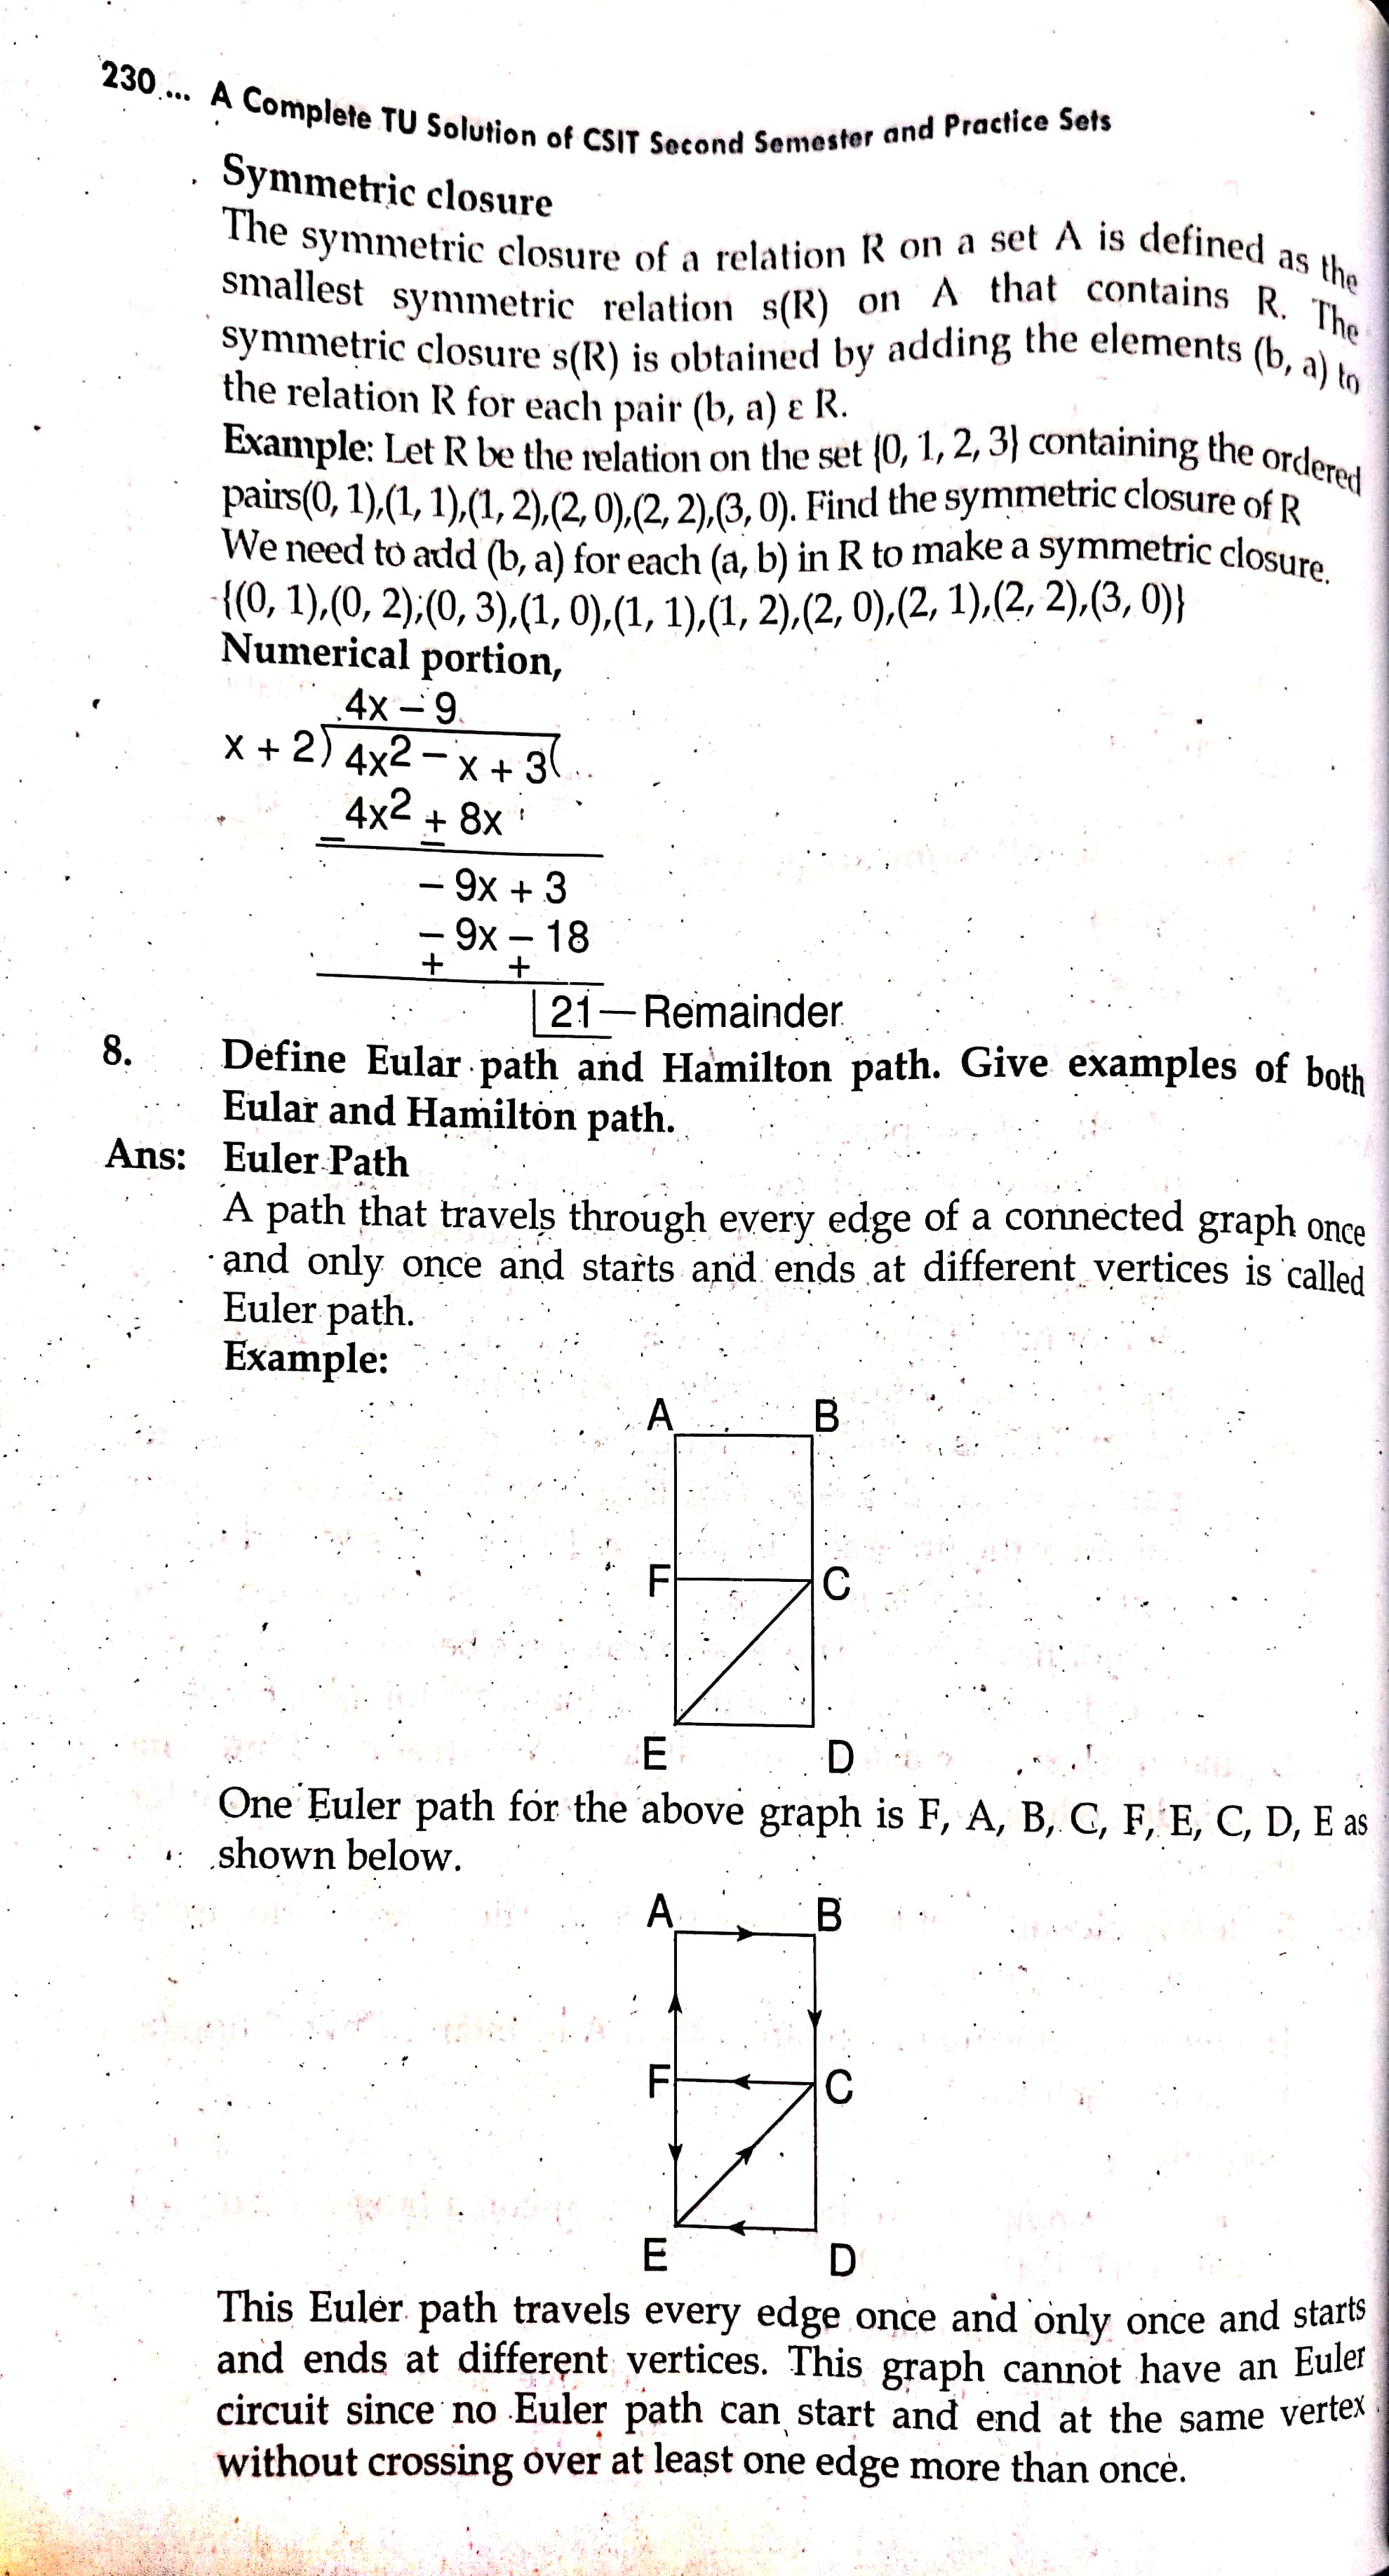 230 ... A Complete TU Solution of CSIT Second Semester and Practice Sets
Symmetric closure
The symmetric closure of a relation R on a set A is defined as the
smallest symmetric relation s(R) on A that contains R. The
symmetric closure s(R) is obtained by adding the elements (b, a) to
the relation R for each pair (b, a) ε R.
Example: Let R be the relation on the set {0, 1, 2, 3} containing the ordered
pairs(0, 1),(1, 1),(1, 2),(2, 0),(2, 2),(3, 0). Find the symmetric closure of R
We need to add (b, a) for each (a, b) in R to make a symmetric closure.
{(0, 1),(0, 2),(0, 3),(1, 0),(1, 1),(1, 2),(2, 0),(2, 1),(2, 2),(3, 0)}
Numerical portion,
4x – 9
x + 2) 4x2 – x + 3(
4x2 + 8x
– –
– 9x + 3
– 9x – 18
+ +
21 — Remainder
8. Define Eular path and Hamilton path. Give examples of both
Eular and Hamilton path.
Ans: Euler Path
A path that travels through every edge of a connected graph once
and only once and starts and ends at different vertices is called
Euler path.
Example:
A B
F C
E D
One Euler path for the above graph is F, A, B, C, F, E, C, D, E as
shown below.
A B
F C
E D
This Euler path travels every edge once and only once and starts
and ends at different vertices. This graph cannot have an Euler
circuit since no Euler path can start and end at the same vertex
without crossing over at least one edge more than once.